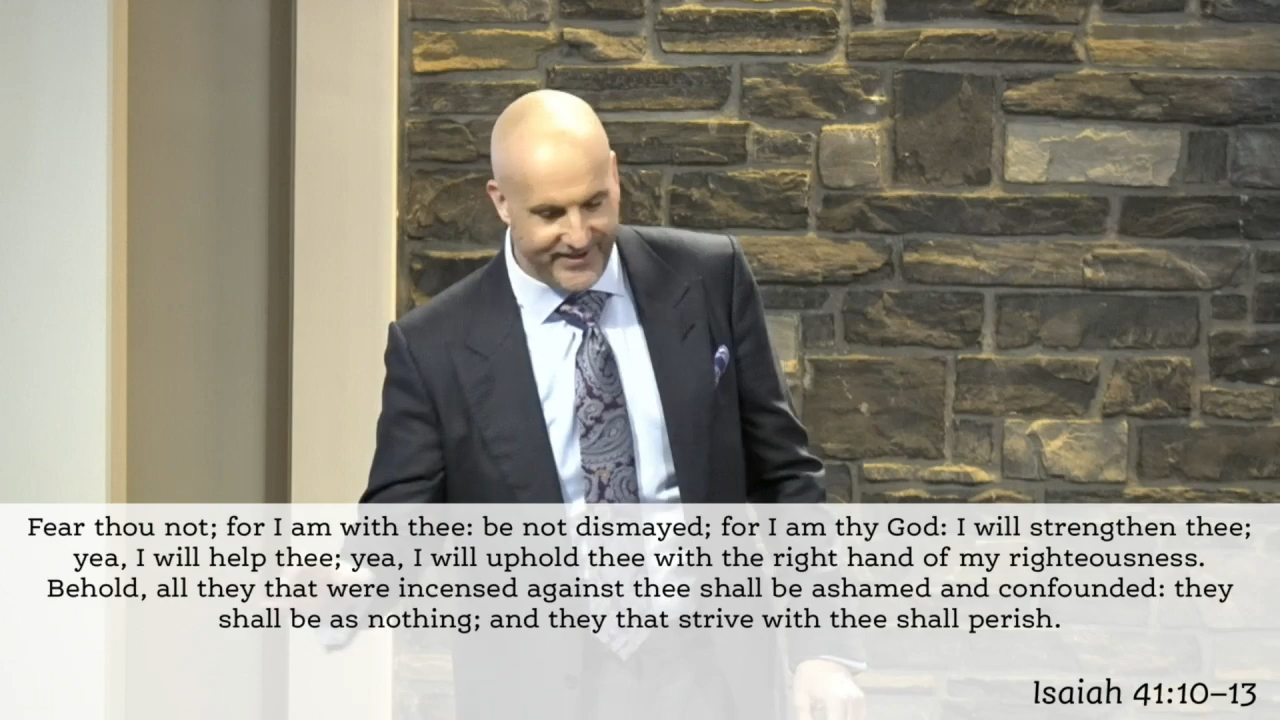 Fear thou not; for I am with thee: be not dismayed; for I am thy God: I will strengthen thee;
yea, I will help thee; yea, I will uphold thee with the right hand of my righteousness.
Behold, all they that were incensed against thee shall be ashamed and confounded: they
shall be as nothing; and they that strive with thee shall perish.
Isaiah 41:10–13